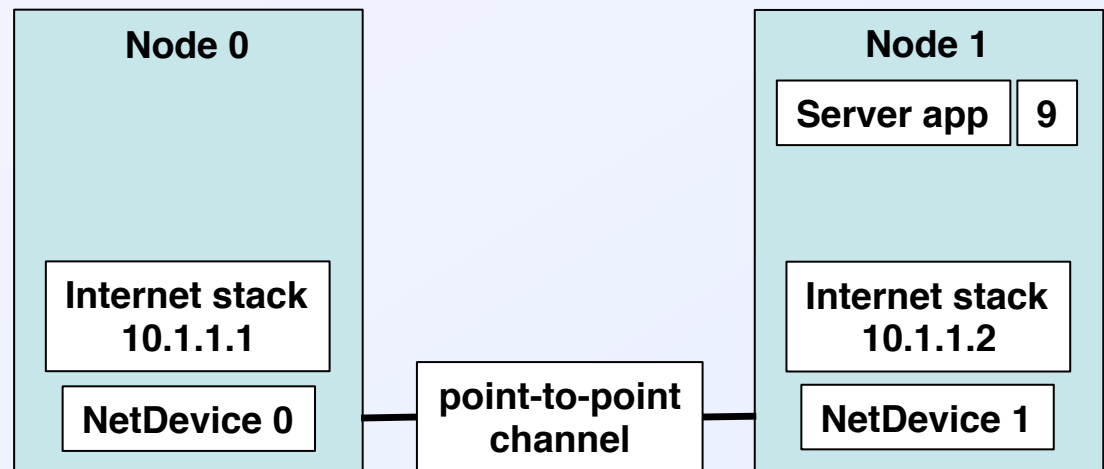 Node 0
Internet stack
10.1.1.1
NetDevice 0
point-to-point
channel
Node 1
Server app 9
Internet stack
10.1.1.2
NetDevice 1